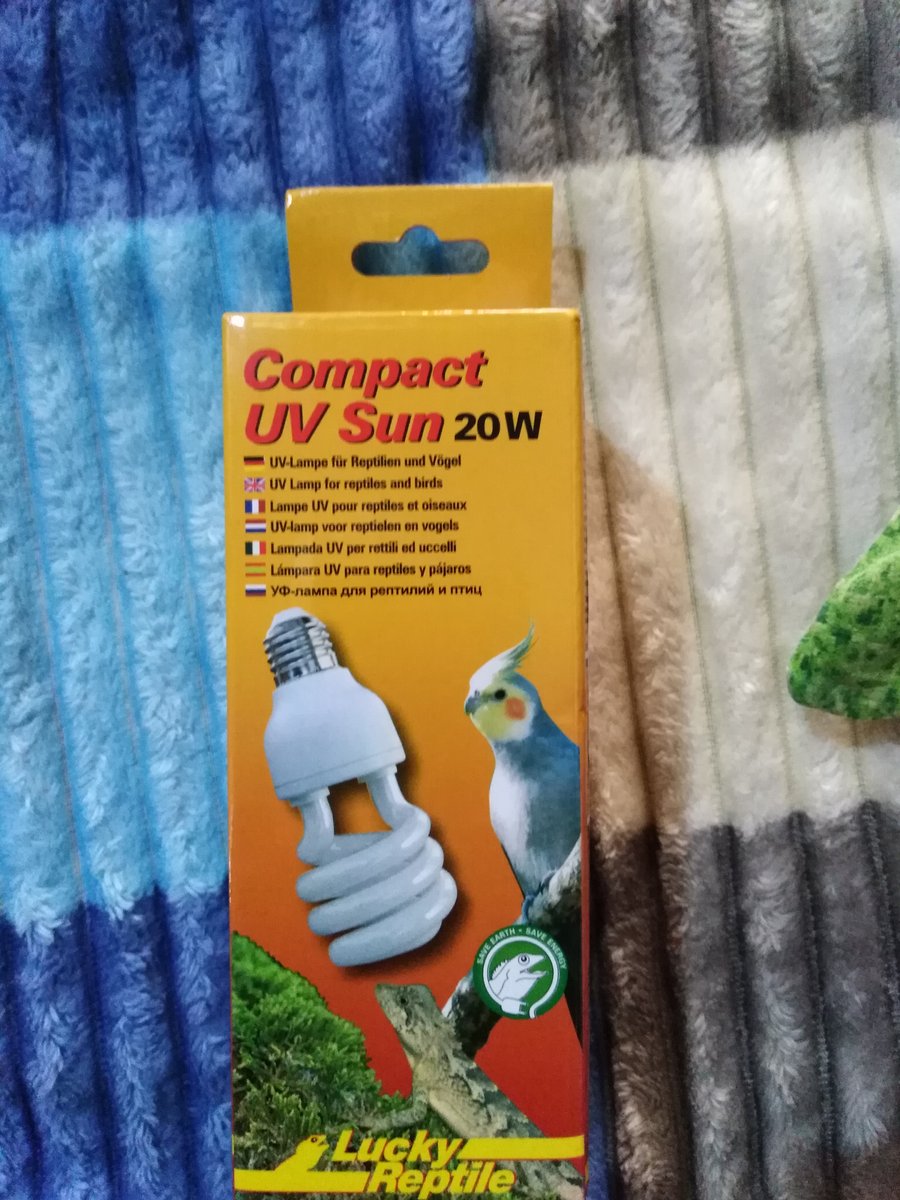 Compact
UV Sun 20W
UV-Lampe für Reptilien und Vögel
UV Lamp for reptiles and birds
Lampe UV pour reptiles et oiseaux
UV-lamp voor reptielen en vogels
Lampada UV per rettili ed uccelli
Lámpara UV para reptiles y pájaros
УФ-лампа для рептилий и птиц
SAVE EARTH • SAVE ENERGY
Lucky
Reptile